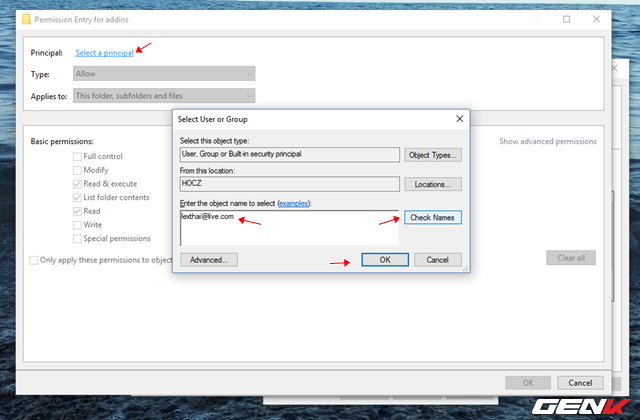 Permission Entry for addins
Principal: Select a principal
Type: Allow
Applies to: This folder, subfolders and files
Basic permissions:
Show advanced permissions
Full control
Modify
Read & execute
List folder contents
Read
Write
Special permissions
Only apply these permissions to object
Clear all
Select User or Group
Select this object type:
User, Group or Built-in security principal
Object Types...
From this location:
HOCZ
Locations...
Enter the object name to select (examples):
lexthai@live.com
Check Names
Advanced...
OK
Cancel
OK
Cancel
GENK